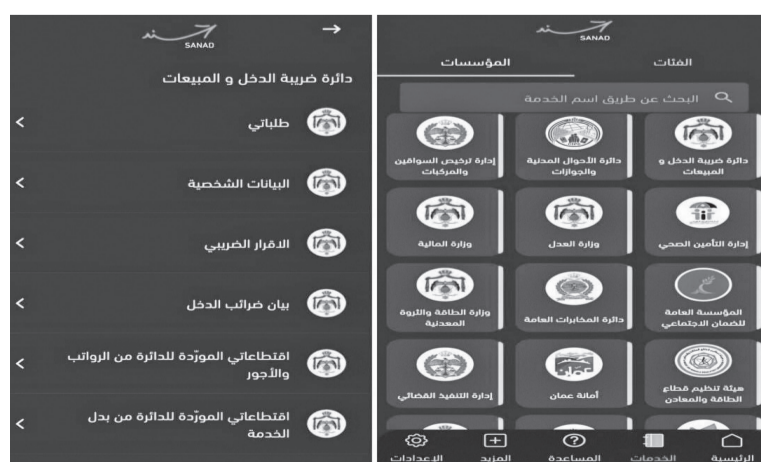 سند
SANAD
الفئات
المؤسسات
البحث عن طريق اسم الخدمة
دائرة ضريبة الدخل و
المبيعات
دائرة الأحوال المدنية
والجوازات
إدارة ترخيص السواقين
والمركبات
إدارة التأمين الصحي
وزارة العدل
وزارة المالية
المؤسسة العامة
للضمان الاجتماعي
دائرة المخابرات العامة
وزارة الطاقة والثروة
المعدنية
هيئة تنظيم قطاع
الطاقة والمعادن
أمانة عمان
إدارة التنفيذ القضائي
الرئيسية
الخدمات
المساعدة
المزيد
الإعدادات
سند
SANAD
دائرة ضريبة الدخل و المبيعات
طلباتي
البيانات الشخصية
الاقرار الضريبي
بيان ضرائب الدخل
اقتطاعاتي المورّدة للدائرة من الرواتب
والأجور
اقتطاعاتي المورّدة للدائرة من بدل
الخدمة